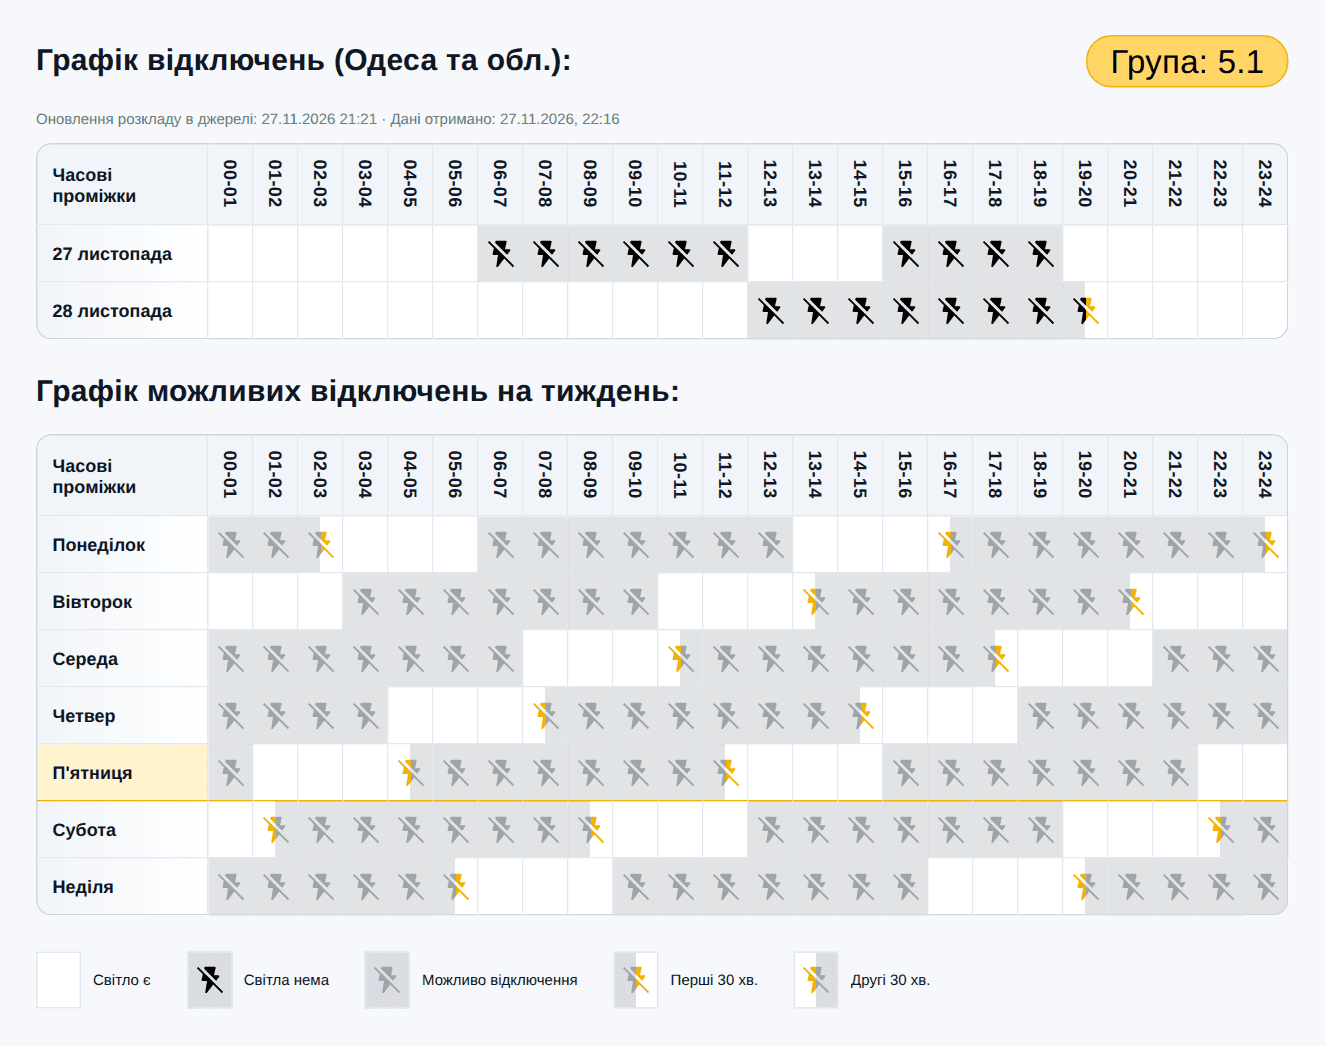 Графік відключень (Одеса та обл.):
Група: 5.1
Оновлення розкладу в джерелі: 27.11.2026 21:21 · Дані отримано: 27.11.2026, 22:16
Часові
проміжки
00-01 01-02 02-03 03-04 04-05 05-06 06-07 07-08 08-09 09-10 10-11 11-12 12-13 13-14 14-15 15-16 16-17 17-18 18-19 19-20 20-21 21-22 22-23 23-24
27 листопада
28 листопада
Графік можливих відключень на тиждень:
Часові
проміжки
00-01 01-02 02-03 03-04 04-05 05-06 06-07 07-08 08-09 09-10 10-11 11-12 12-13 13-14 14-15 15-16 16-17 17-18 18-19 19-20 20-21 21-22 22-23 23-24
Понеділок
Вівторок
Середа
Четвер
П'ятниця
Субота
Неділя
Світло є
Світла нема
Можливо відключення
Перші 30 хв.
Другі 30 хв.